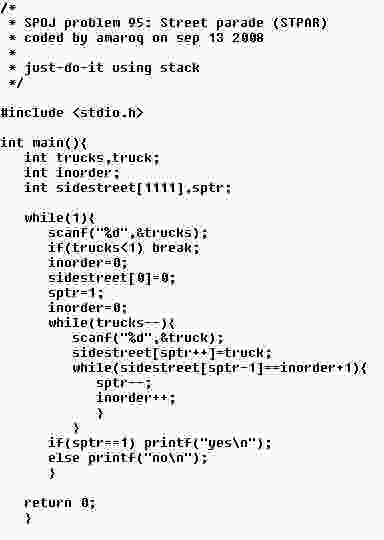 /*
 * SPOJ problem 95: Street parade (STPAR)
 * coded by amaroq on sep 13 2008
 *
 * just-do-it using stack
 */

#include <stdio.h>

int main(){
   int trucks,truck;
   int inorder;
   int sidestreet[1111],sptr;

   while(1){
      scanf("%d",&trucks);
      if(trucks<1) break;
      inorder=0;
      sidestreet[0]=0;
      sptr=1;
      inorder=0;
      while(trucks--){
         scanf("%d",&truck);
         sidestreet[sptr++]=truck;
         while(sidestreet[sptr-1]==inorder+1){
            sptr--;
            inorder++;
            }
         }
      if(sptr==1) printf("yes\n");
      else printf("no\n");
      }

   return 0;
   }